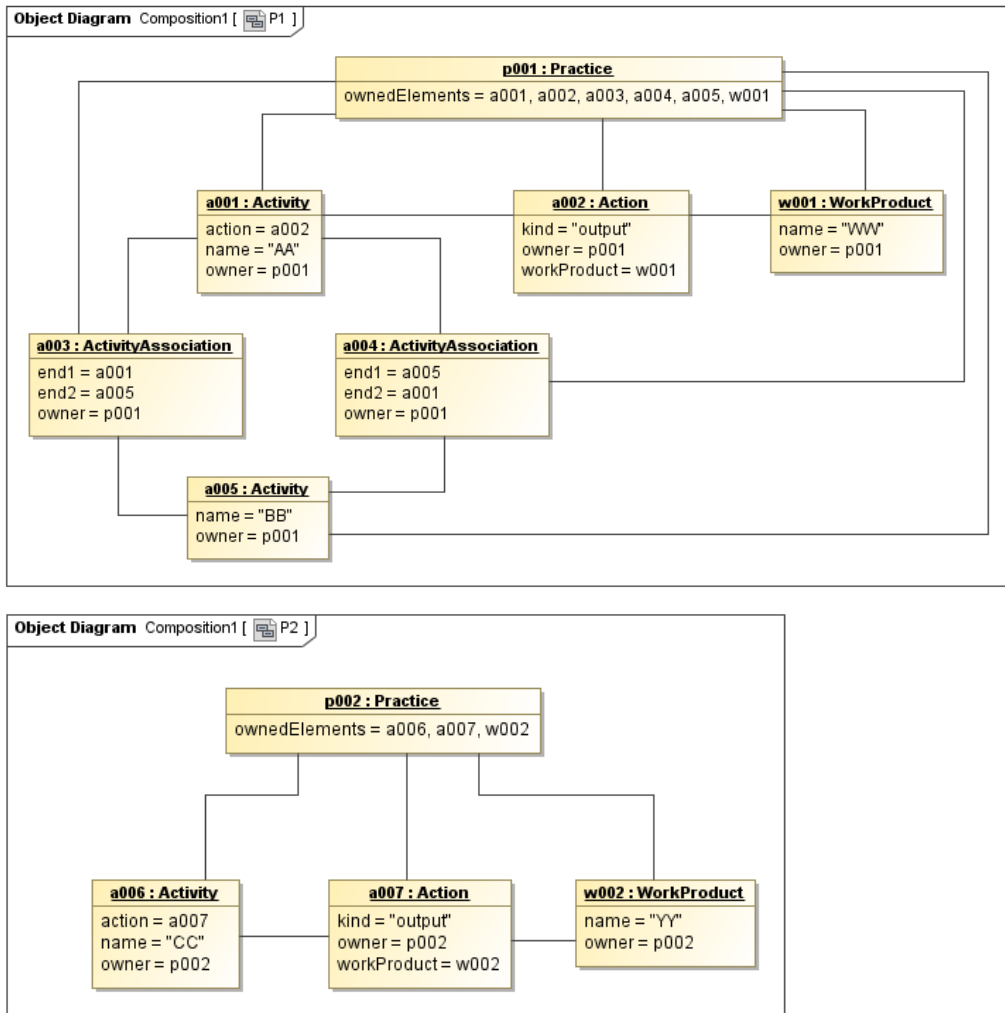 Object Diagram Composition1 [ P1 ]
p001 : Practice
ownedElements = a001, a002, a003, a004, a005, w001
a001 : Activity
action = a002
name = "AA"
owner = p001
a002 : Action
kind = "output"
owner = p001
workProduct = w001
w001 : WorkProduct
name = "WW"
owner = p001
a003 : ActivityAssociation
end1 = a001
end2 = a005
owner = p001
a004 : ActivityAssociation
end1 = a005
end2 = a001
owner = p001
a005 : Activity
name = "BB"
owner = p001
Object Diagram Composition1 [ P2 ]
p002 : Practice
ownedElements = a006, a007, w002
a006 : Activity
action = a007
name = "CC"
owner = p002
a007 : Action
kind = "output"
owner = p002
workProduct = w002
w002 : WorkProduct
name = "YY"
owner = p002